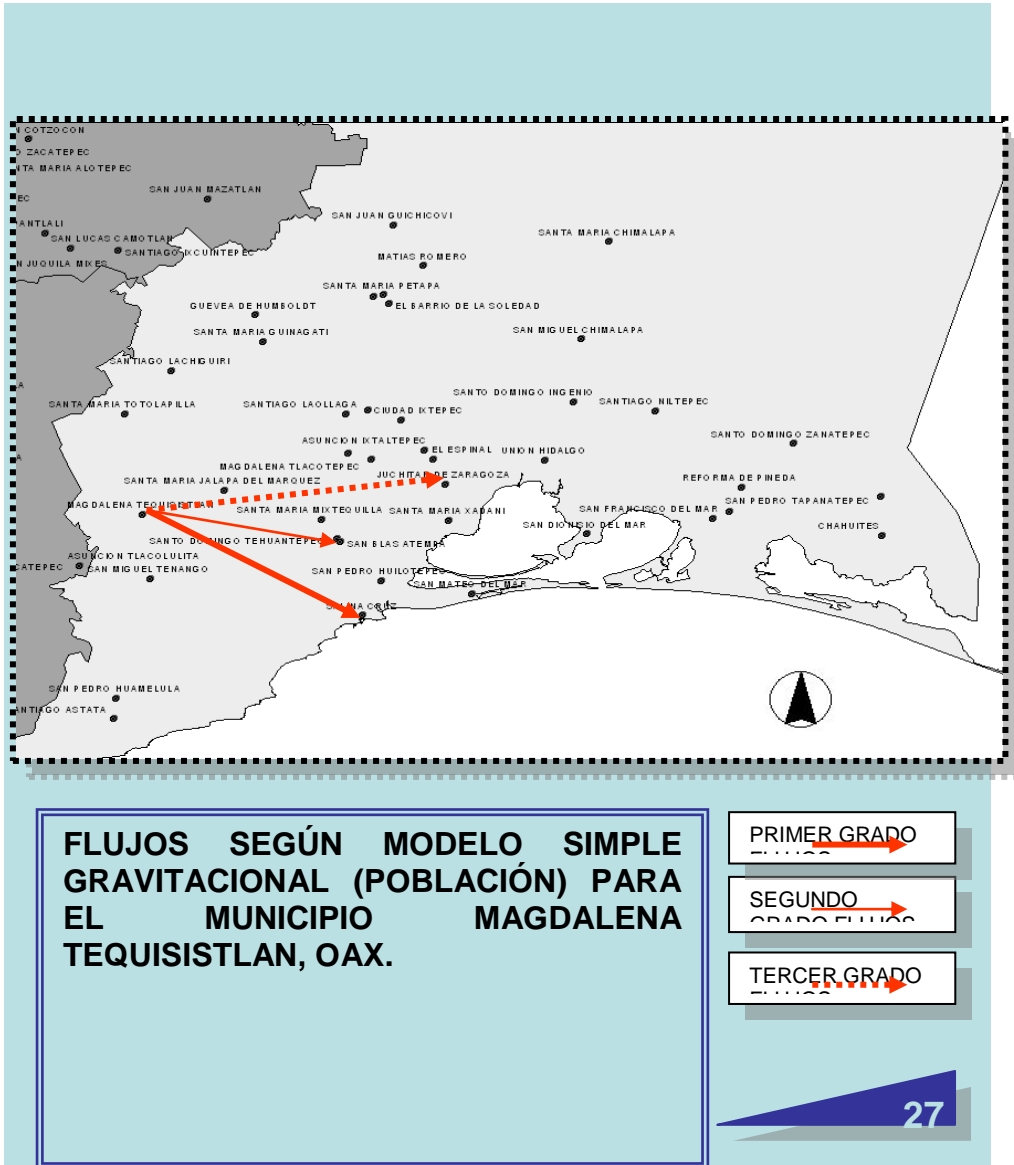 N COTZOCON
O ZACATEPEC
NTA MARIA ALOTEPEC
SAN JUAN MAZATLAN
EC
SAN JUAN GUICHICOVI
ANTLALI
SANTA MARIA CHIMALAPA
SAN LUCAS CAMOTLAN
SANTIAGO IXCUINTEPEC
MATIAS ROMERO
N JUQUILA MIXES
SANTA MARIA PETAPA
GUEVEA DE HUMBOLDT
EL BARRIO DE LA SOLEDAD
SANTA MARIA GUINAGATI
SAN MIGUEL CHIMALAPA
SANTIAGO LACHIGUIRI
A
SANTO DOMINGO INGENIO
SANTA MARIA TOTOLAPILLA
SANTIAGO LAOLLAGA
CIUDAD IXTEPEC
SANTIAGO NILTEPEC
SANTO DOMINGO ZANATEPEC
ASUNCION IXTALTEPEC
EL ESPINAL
UNION HIDALGO
A
MAGDALENA TLACOTEPEC
JUCHITAN DE ZARAGOZA
SANTA MARIA JALAPA DEL MARQUEZ
REFORMA DE PINEDA
MAGDALENA TEQUISISTLAN
SAN PEDRO TAPANATEPEC
SANTA MARIA MIXTEQUILLA
SANTA MARIA XADANI
SAN FRANCISCO DEL MAR
SAN DIONISIO DEL MAR
CHAHUITES
SANTO DOMINGO TEHUANTEPEC
SAN BLAS ATEMPA
ASUNCION TLACOLULITA
CATEPEC
SAN MIGUEL TENANGO
SAN PEDRO HUILOTEPEC
SAN MATEO DEL MAR
SALINA CRUZ
SAN PEDRO HUAMELULA
ANTIAGO ASTATA
FLUJOS SEGÚN MODELO SIMPLE
GRAVITACIONAL (POBLACIÓN) PARA
EL MUNICIPIO MAGDALENA
TEQUISISTLAN, OAX.
PRIMER GRADO
FLUJOS
SEGUNDO
GRADO FLUJOS
TERCER GRADO
FLUJOS
27